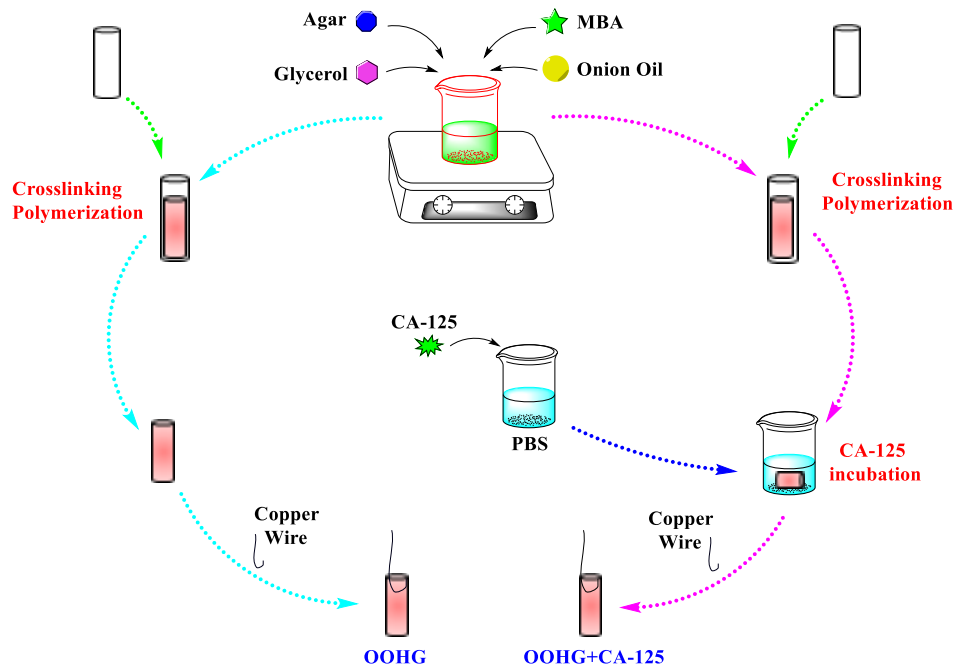 Agar
MBA
Glycerol
Onion Oil
Crosslinking
Polymerization
Crosslinking
Polymerization
CA-125
PBS
CA-125
incubation
Copper
Wire
Copper
Wire
OOHG
OOHG+CA-125